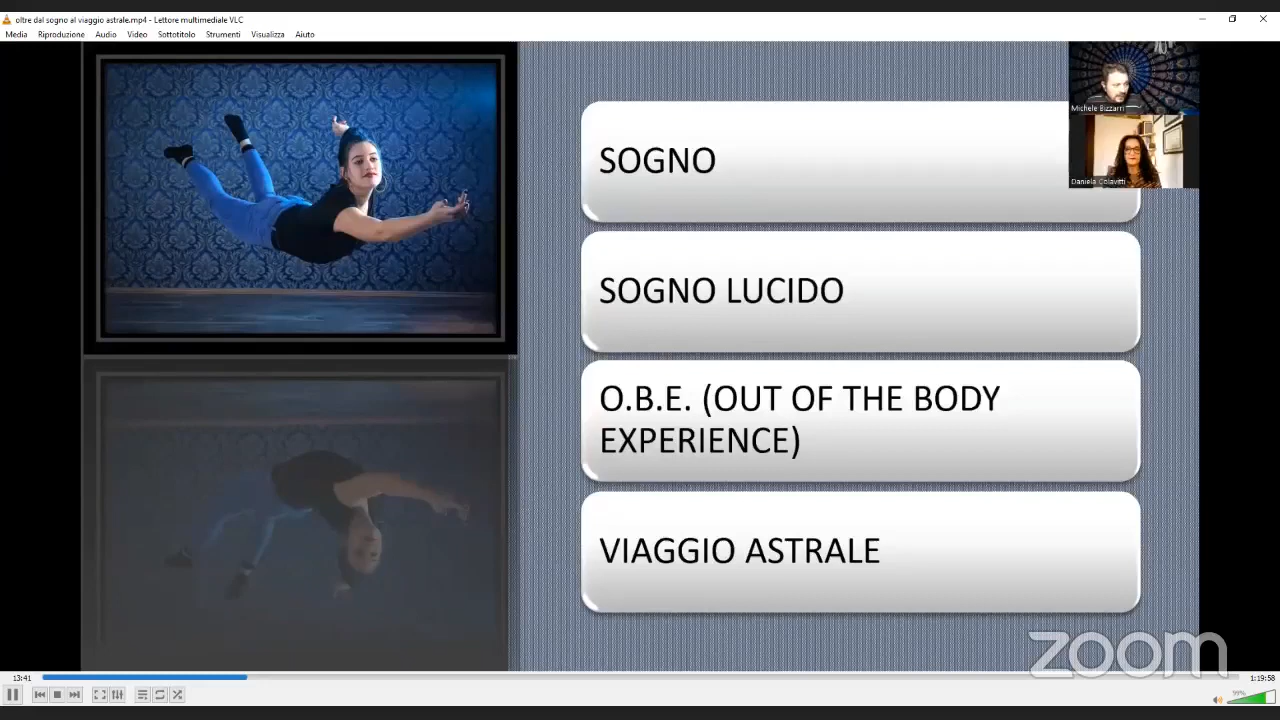 oltre dal sogno al viaggio astrale.mp4 - Lettore multimediale VLC
Media Riproduzione Audio Video Sottotitolo Strumenti Visualizza Aiuto
Michele Bizzarri
Daniela Colavitti
SOGNO
SOGNO LUCIDO
O.B.E. (OUT OF THE BODY
EXPERIENCE)
VIAGGIO ASTRALE
zoom
13:41
1:19:58
99%